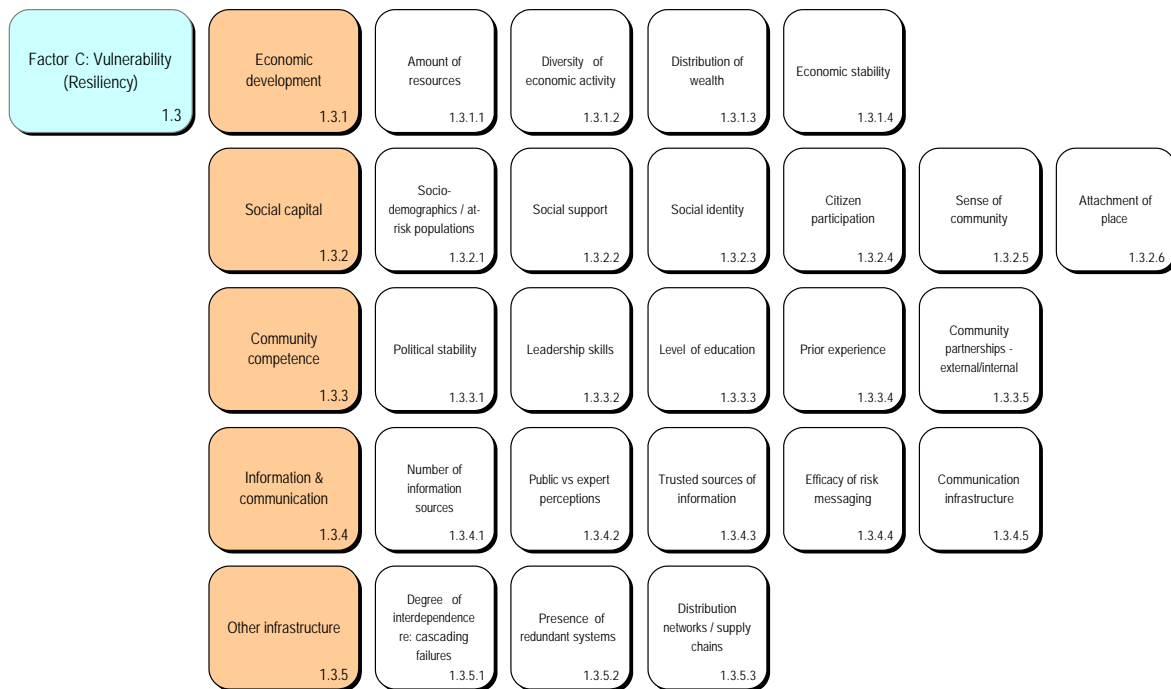 Factor C: Vulnerability
(Resiliency)
1.3
Economic
development
1.3.1
Amount of
resources
1.3.1.1
Diversity of
economic activity
1.3.1.2
Distribution of
wealth
1.3.1.3
Economic stability
1.3.1.4
Social capital
1.3.2
Socio-
demographics / at-
risk populations
1.3.2.1
Social support
1.3.2.2
Social identity
1.3.2.3
Citizen
participation
1.3.2.4
Sense of
community
1.3.2.5
Attachment of
place
1.3.2.6
Community
competence
1.3.3
Political stability
1.3.3.1
Leadership skills
1.3.3.2
Level of education
1.3.3.3
Prior experience
1.3.3.4
Community
partnerships -
external/internal
1.3.3.5
Information &
communication
1.3.4
Number of
information
sources
1.3.4.1
Public vs expert
perceptions
1.3.4.2
Trusted sources of
information
1.3.4.3
Efficacy of risk
messaging
1.3.4.4
Communication
infrastructure
1.3.4.5
Other infrastructure
1.3.5
Degree of
interdependence
re: cascading
failures
1.3.5.1
Presence of
redundant systems
1.3.5.2
Distribution
networks / supply
chains
1.3.5.3